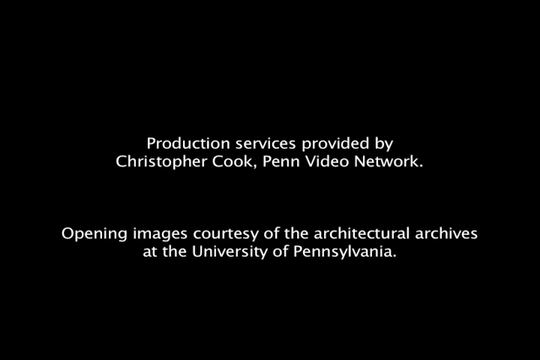 Production services provided by
Christopher Cook, Penn Video Network.
Opening images courtesy of the architectural archives
at the University of Pennsylvania.